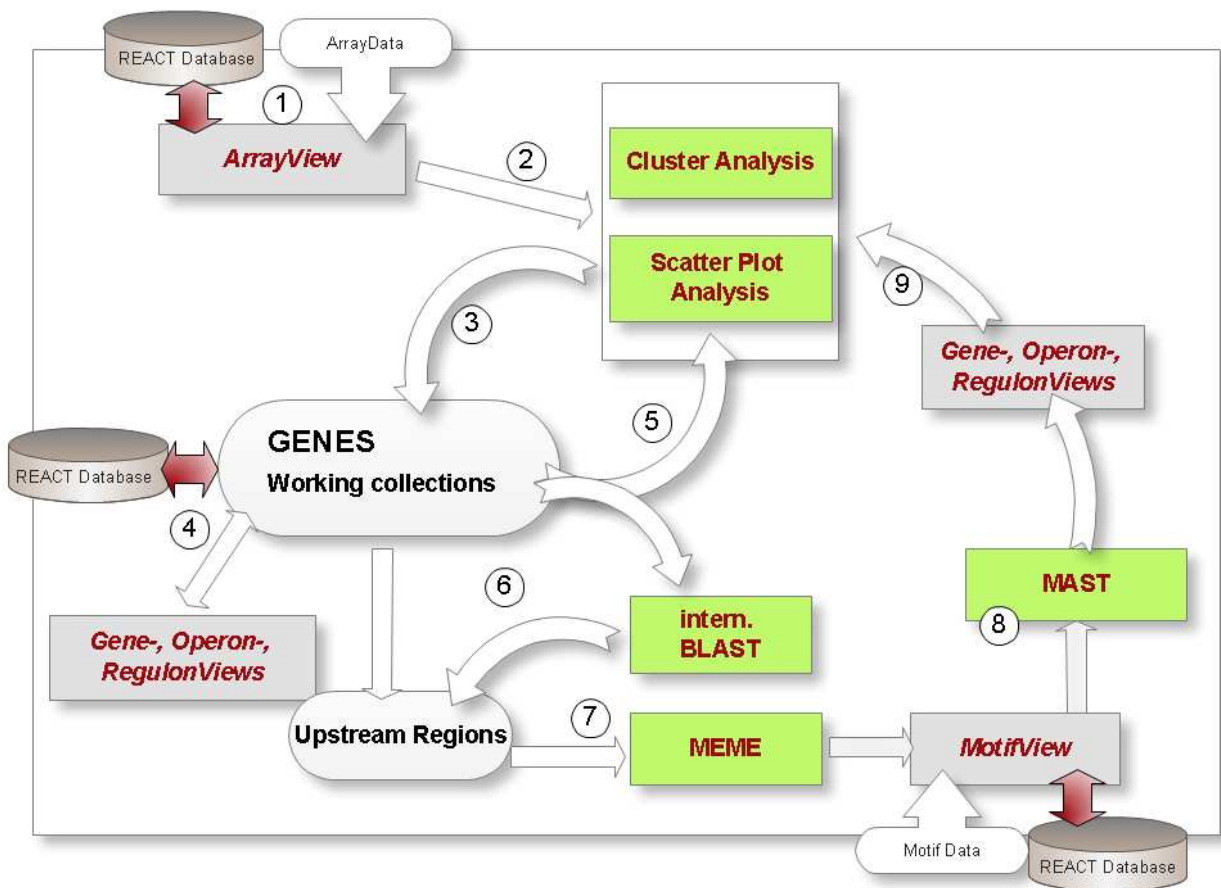 ArrayData
REACT Database
1
ArrayView
2
Cluster Analysis
Scatter Plot
Analysis
3
9
Gene-, Operon-,
RegulonViews
5
GENES
Working collections
REACT Database
4
6
MAST
8
intern.
BLAST
Gene-, Operon-,
RegulonViews
Upstream Regions
7
MEME
MotifView
Motif Data
REACT Database